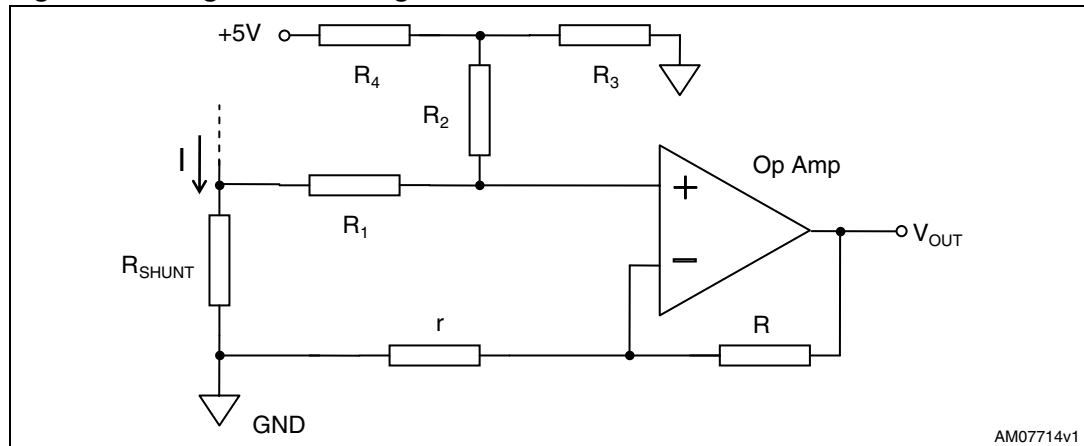 +5V
R4
R3
R2
I
Op Amp
+
R1
VOUT
RSHUNT
−
r
R
GND
AM07714v1